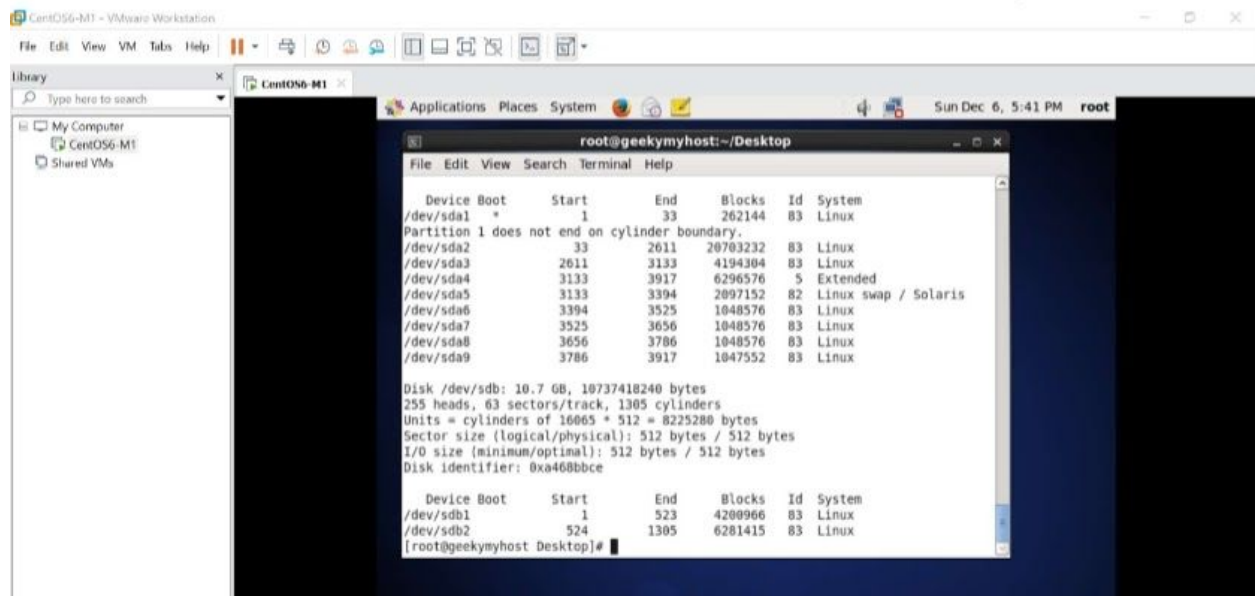 CentOS6-M1 - VMware Workstation
File Edit View VM Tabs Help
Library
Type here to search
My Computer
CentOS6-M1
Shared VMs
CentOS6-M1
Applications Places System
Sun Dec 6, 5:41 PM root
root@geekymyhost:~/Desktop
File Edit View Search Terminal Help
Device Boot Start End Blocks Id System
/dev/sda1 * 1 33 262144 83 Linux
Partition 1 does not end on cylinder boundary.
/dev/sda2 33 2611 20703232 83 Linux
/dev/sda3 2611 3133 4194304 83 Linux
/dev/sda4 3133 3917 6296576 5 Extended
/dev/sda5 3133 3394 2097152 82 Linux swap / Solaris
/dev/sda6 3394 3525 1048576 83 Linux
/dev/sda7 3525 3656 1048576 83 Linux
/dev/sda8 3656 3786 1048576 83 Linux
/dev/sda9 3786 3917 1047552 83 Linux
Disk /dev/sdb: 10.7 GB, 10737418240 bytes
255 heads, 63 sectors/track, 1305 cylinders
Units = cylinders of 16065 * 512 = 8225280 bytes
Sector size (logical/physical): 512 bytes / 512 bytes
I/O size (minimum/optimal): 512 bytes / 512 bytes
Disk identifier: 0xa468bbce
Device Boot Start End Blocks Id System
/dev/sdb1 1 523 4200966 83 Linux
/dev/sdb2 524 1305 6281415 83 Linux
[root@geekymyhost Desktop]#